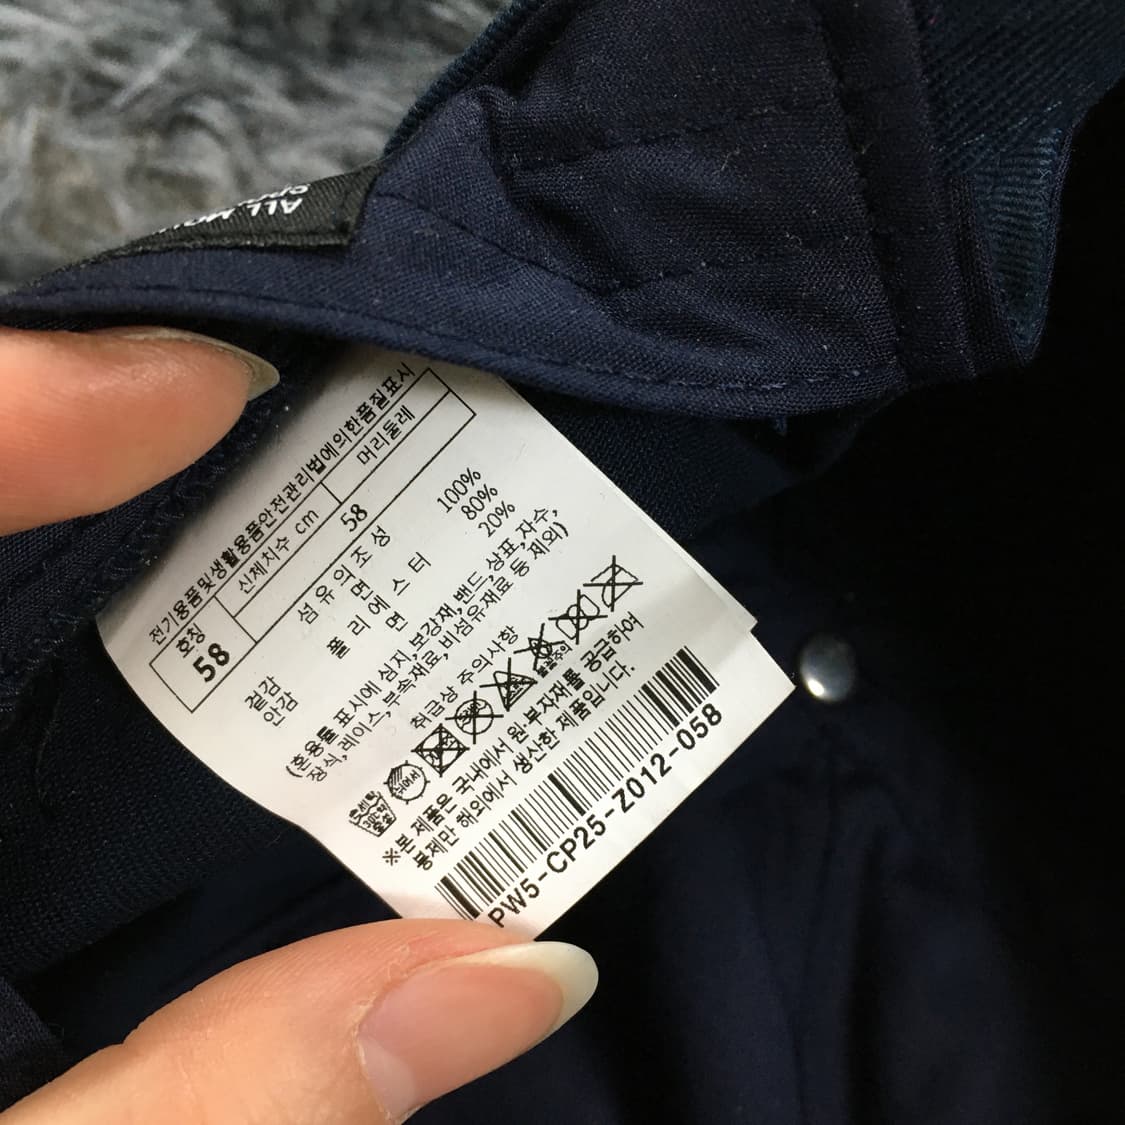 ALL MOU
전기용품및생활용품안전관리법에의한품질표시
호칭 신체치수 cm 머리둘레
58 58
섬유의조성
겉감 면 100%
안감 폴리에스터 80%
면 20%
(혼용률 표시에 심지,보강재,밴드,상표,자수,
장식,레이스,부속재료,비섬유재료 등 제외)
취급상 주의사항
30℃
뉘어서
※본 제품은 국내에서 원·부자재를 공급하여
봉제만 해외에서 생산한 제품입니다.
PW5-CP25-Z012-058